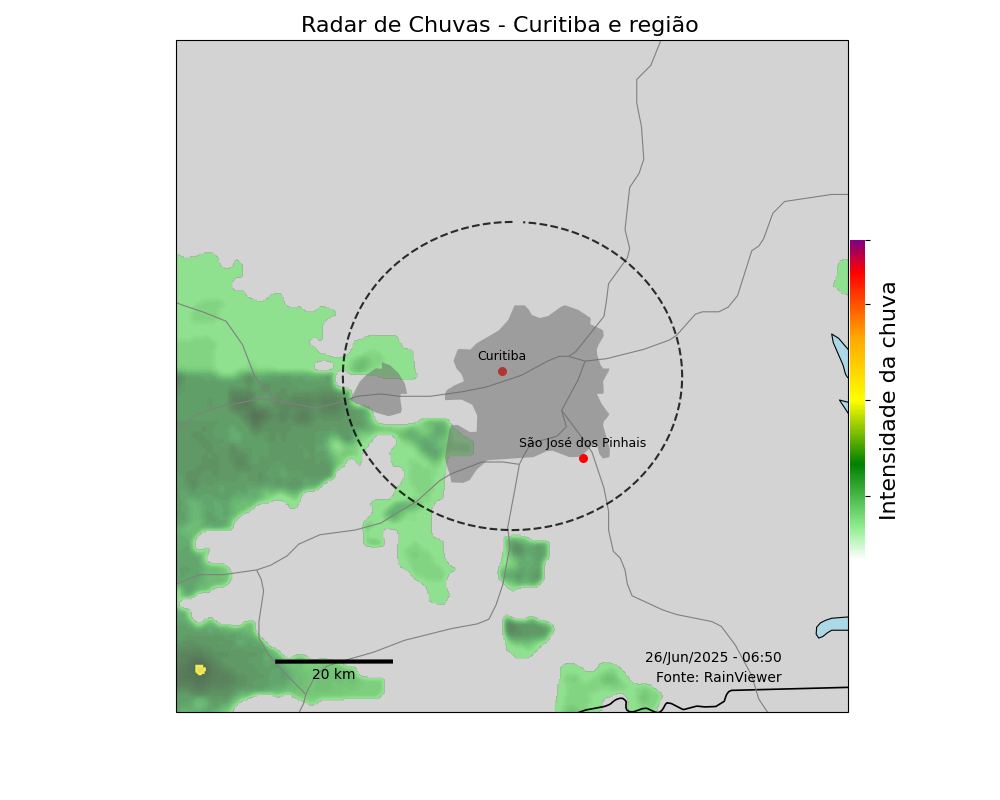 Radar de Chuvas - Curitiba e região
Curitiba
São José dos Pinhais
Intensidade da chuva
26/Jun/2025 - 06:50
20 km
Fonte: RainViewer